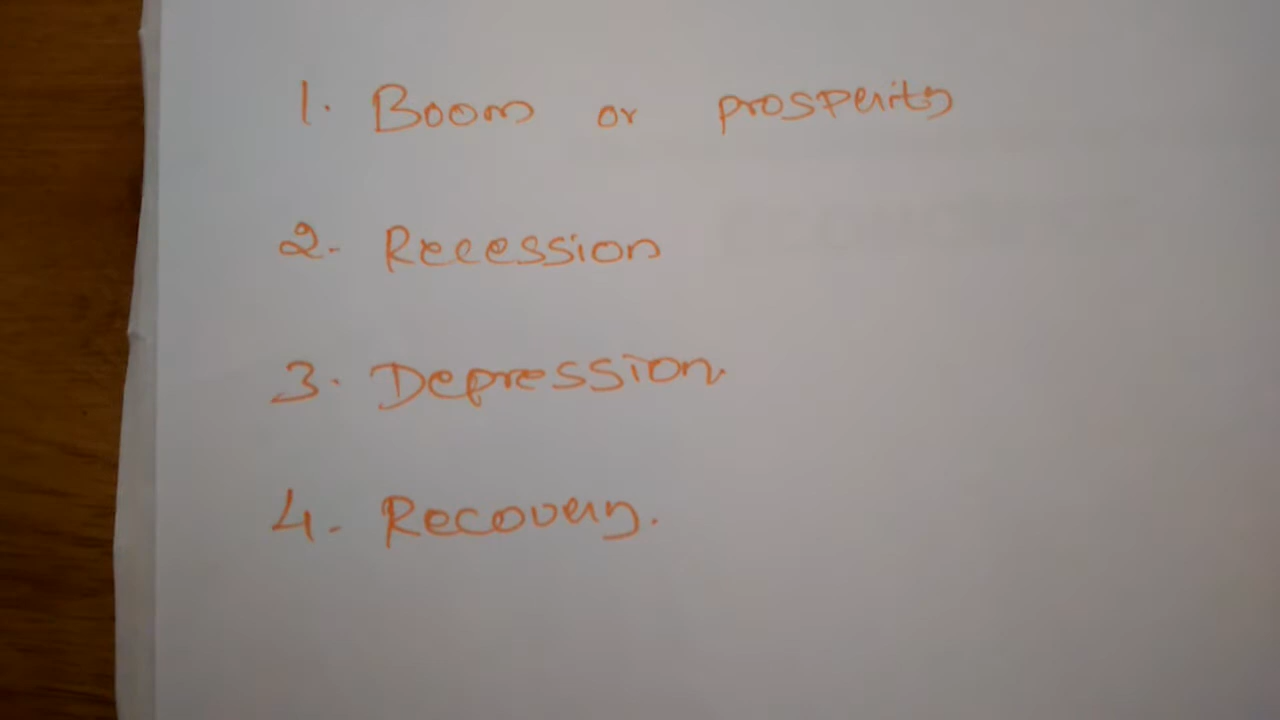 1. Boom or prosperity
2. Recession
3. Depression.
4. Recovery.